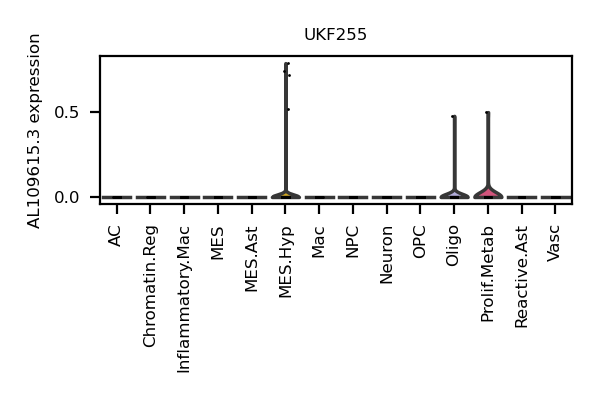 UKF255
AL109615.3 expression
0.5
0.0
AC
Chromatin.Reg
Inflammatory.Mac
MES
MES.Ast
MES.Hyp
Mac
NPC
Neuron
OPC
Oligo
Prolif.Metab
Reactive.Ast
Vasc